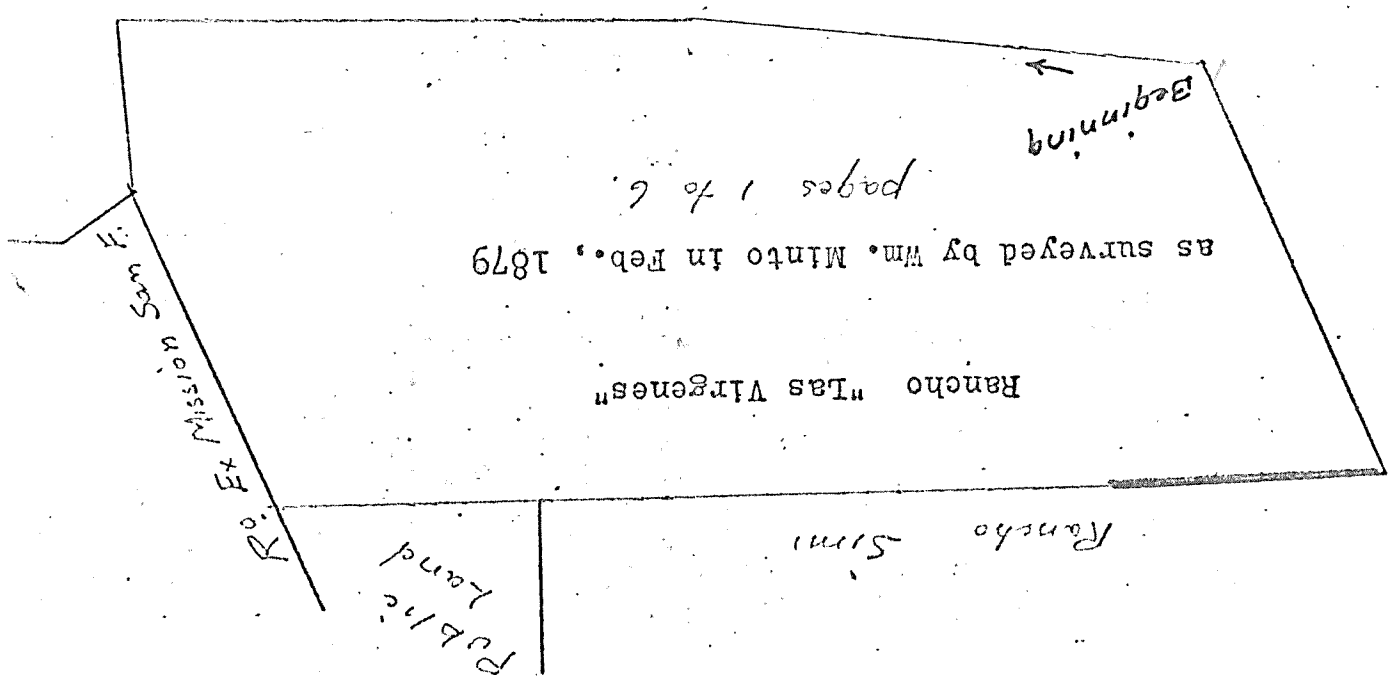 Public
Land
Rancho Simi
Ro. Ex Mission San F.
Rancho "Las Virgenes"
as surveyed by Wm. Minto in Feb., 1879
pages 1 to 6.
Beginning